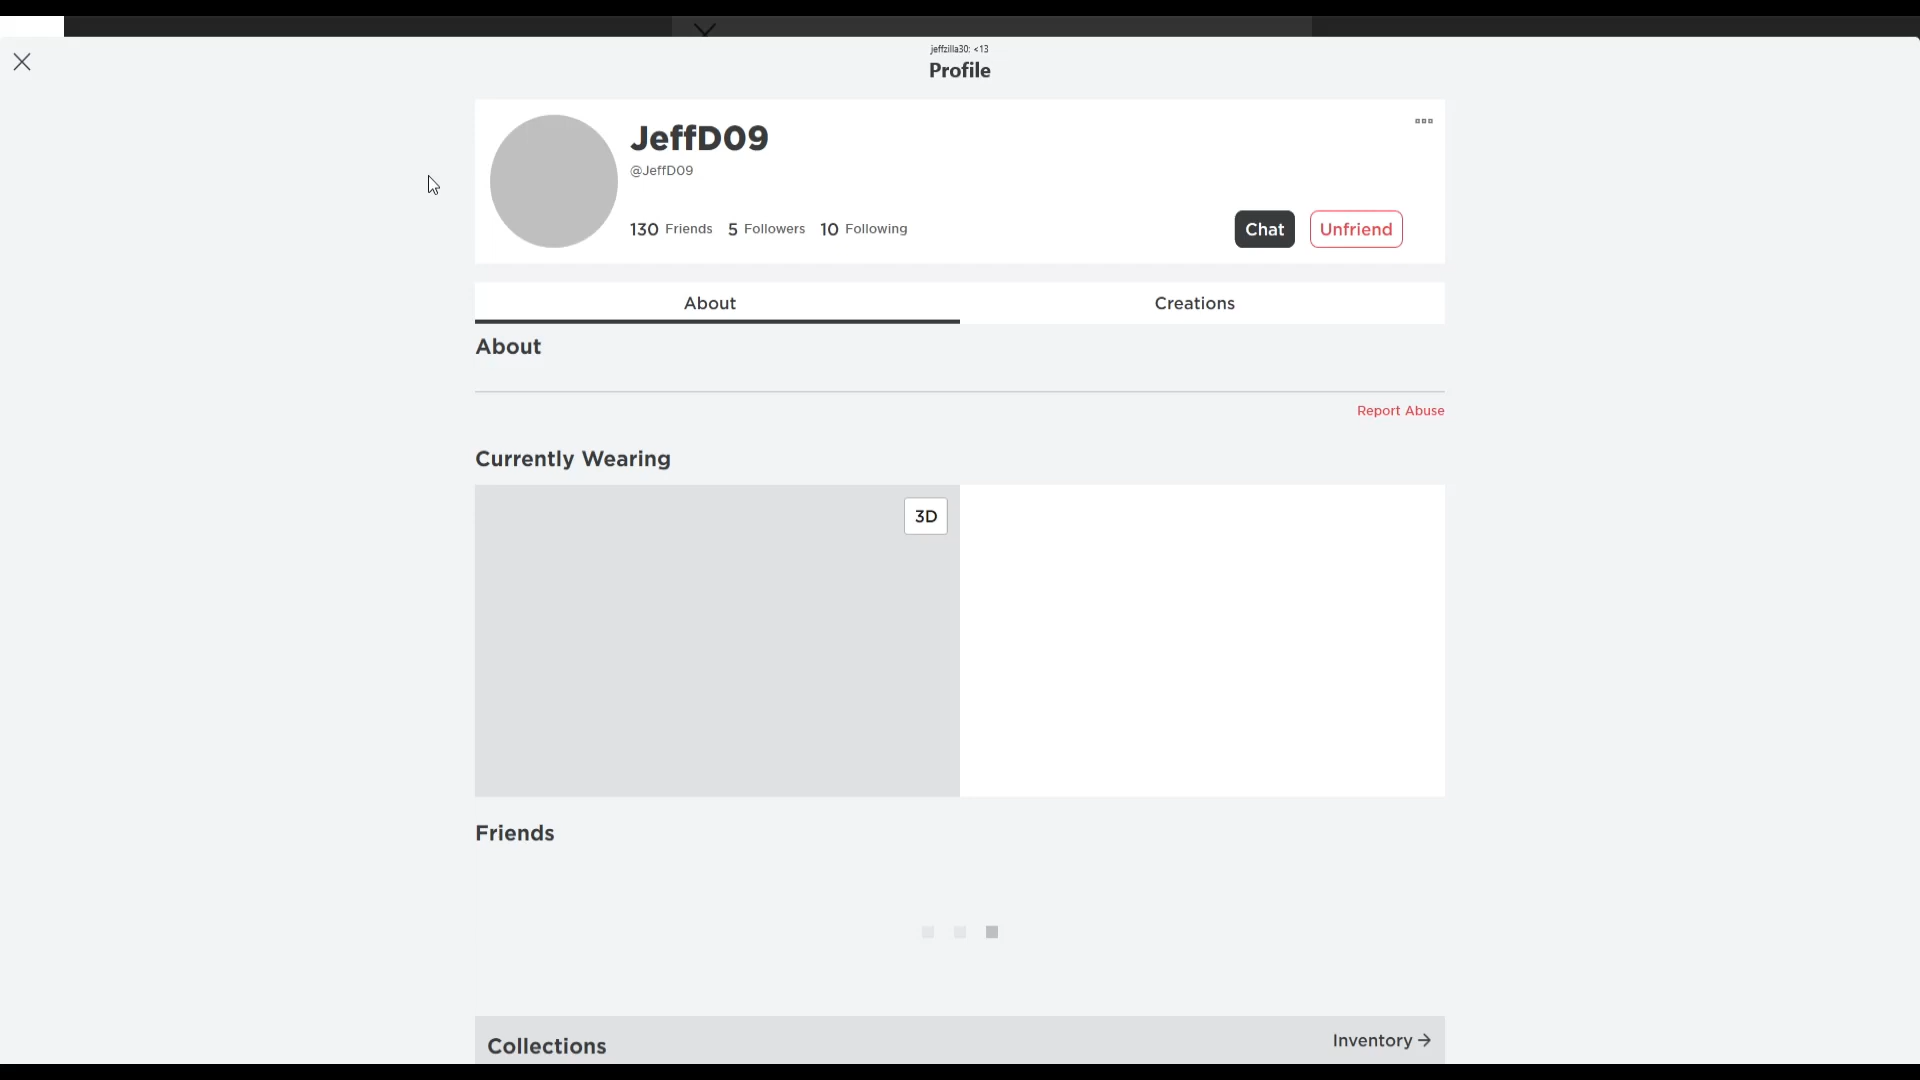 jeffzilla30: <13
Profile
JeffD09
@JeffD09
130 Friends 5 Followers 10 Following
Chat
Unfriend
About
Creations
About
Report Abuse
Currently Wearing
3D
Friends
Collections
Inventory →